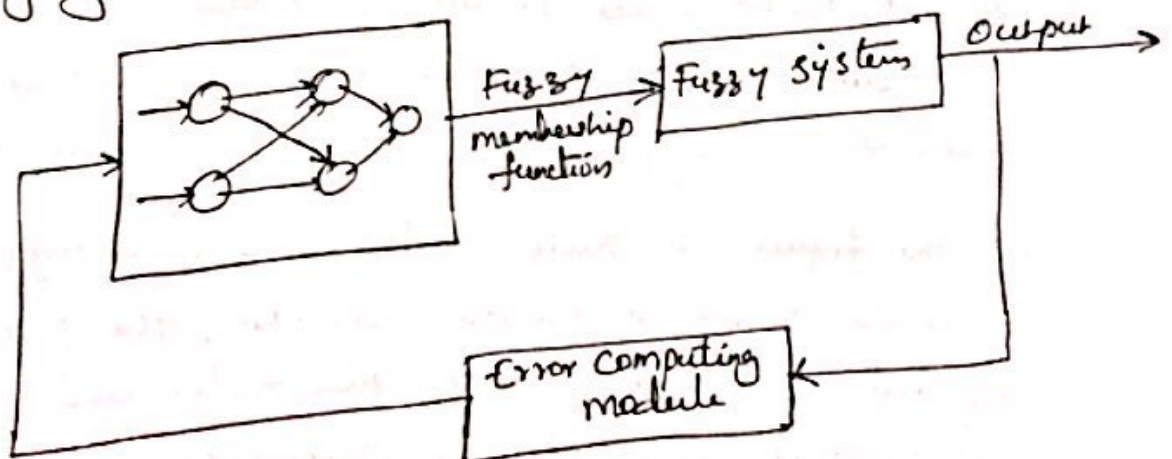 Fuzzy
membership
function
Fuzzy system
Output
Error computing
module